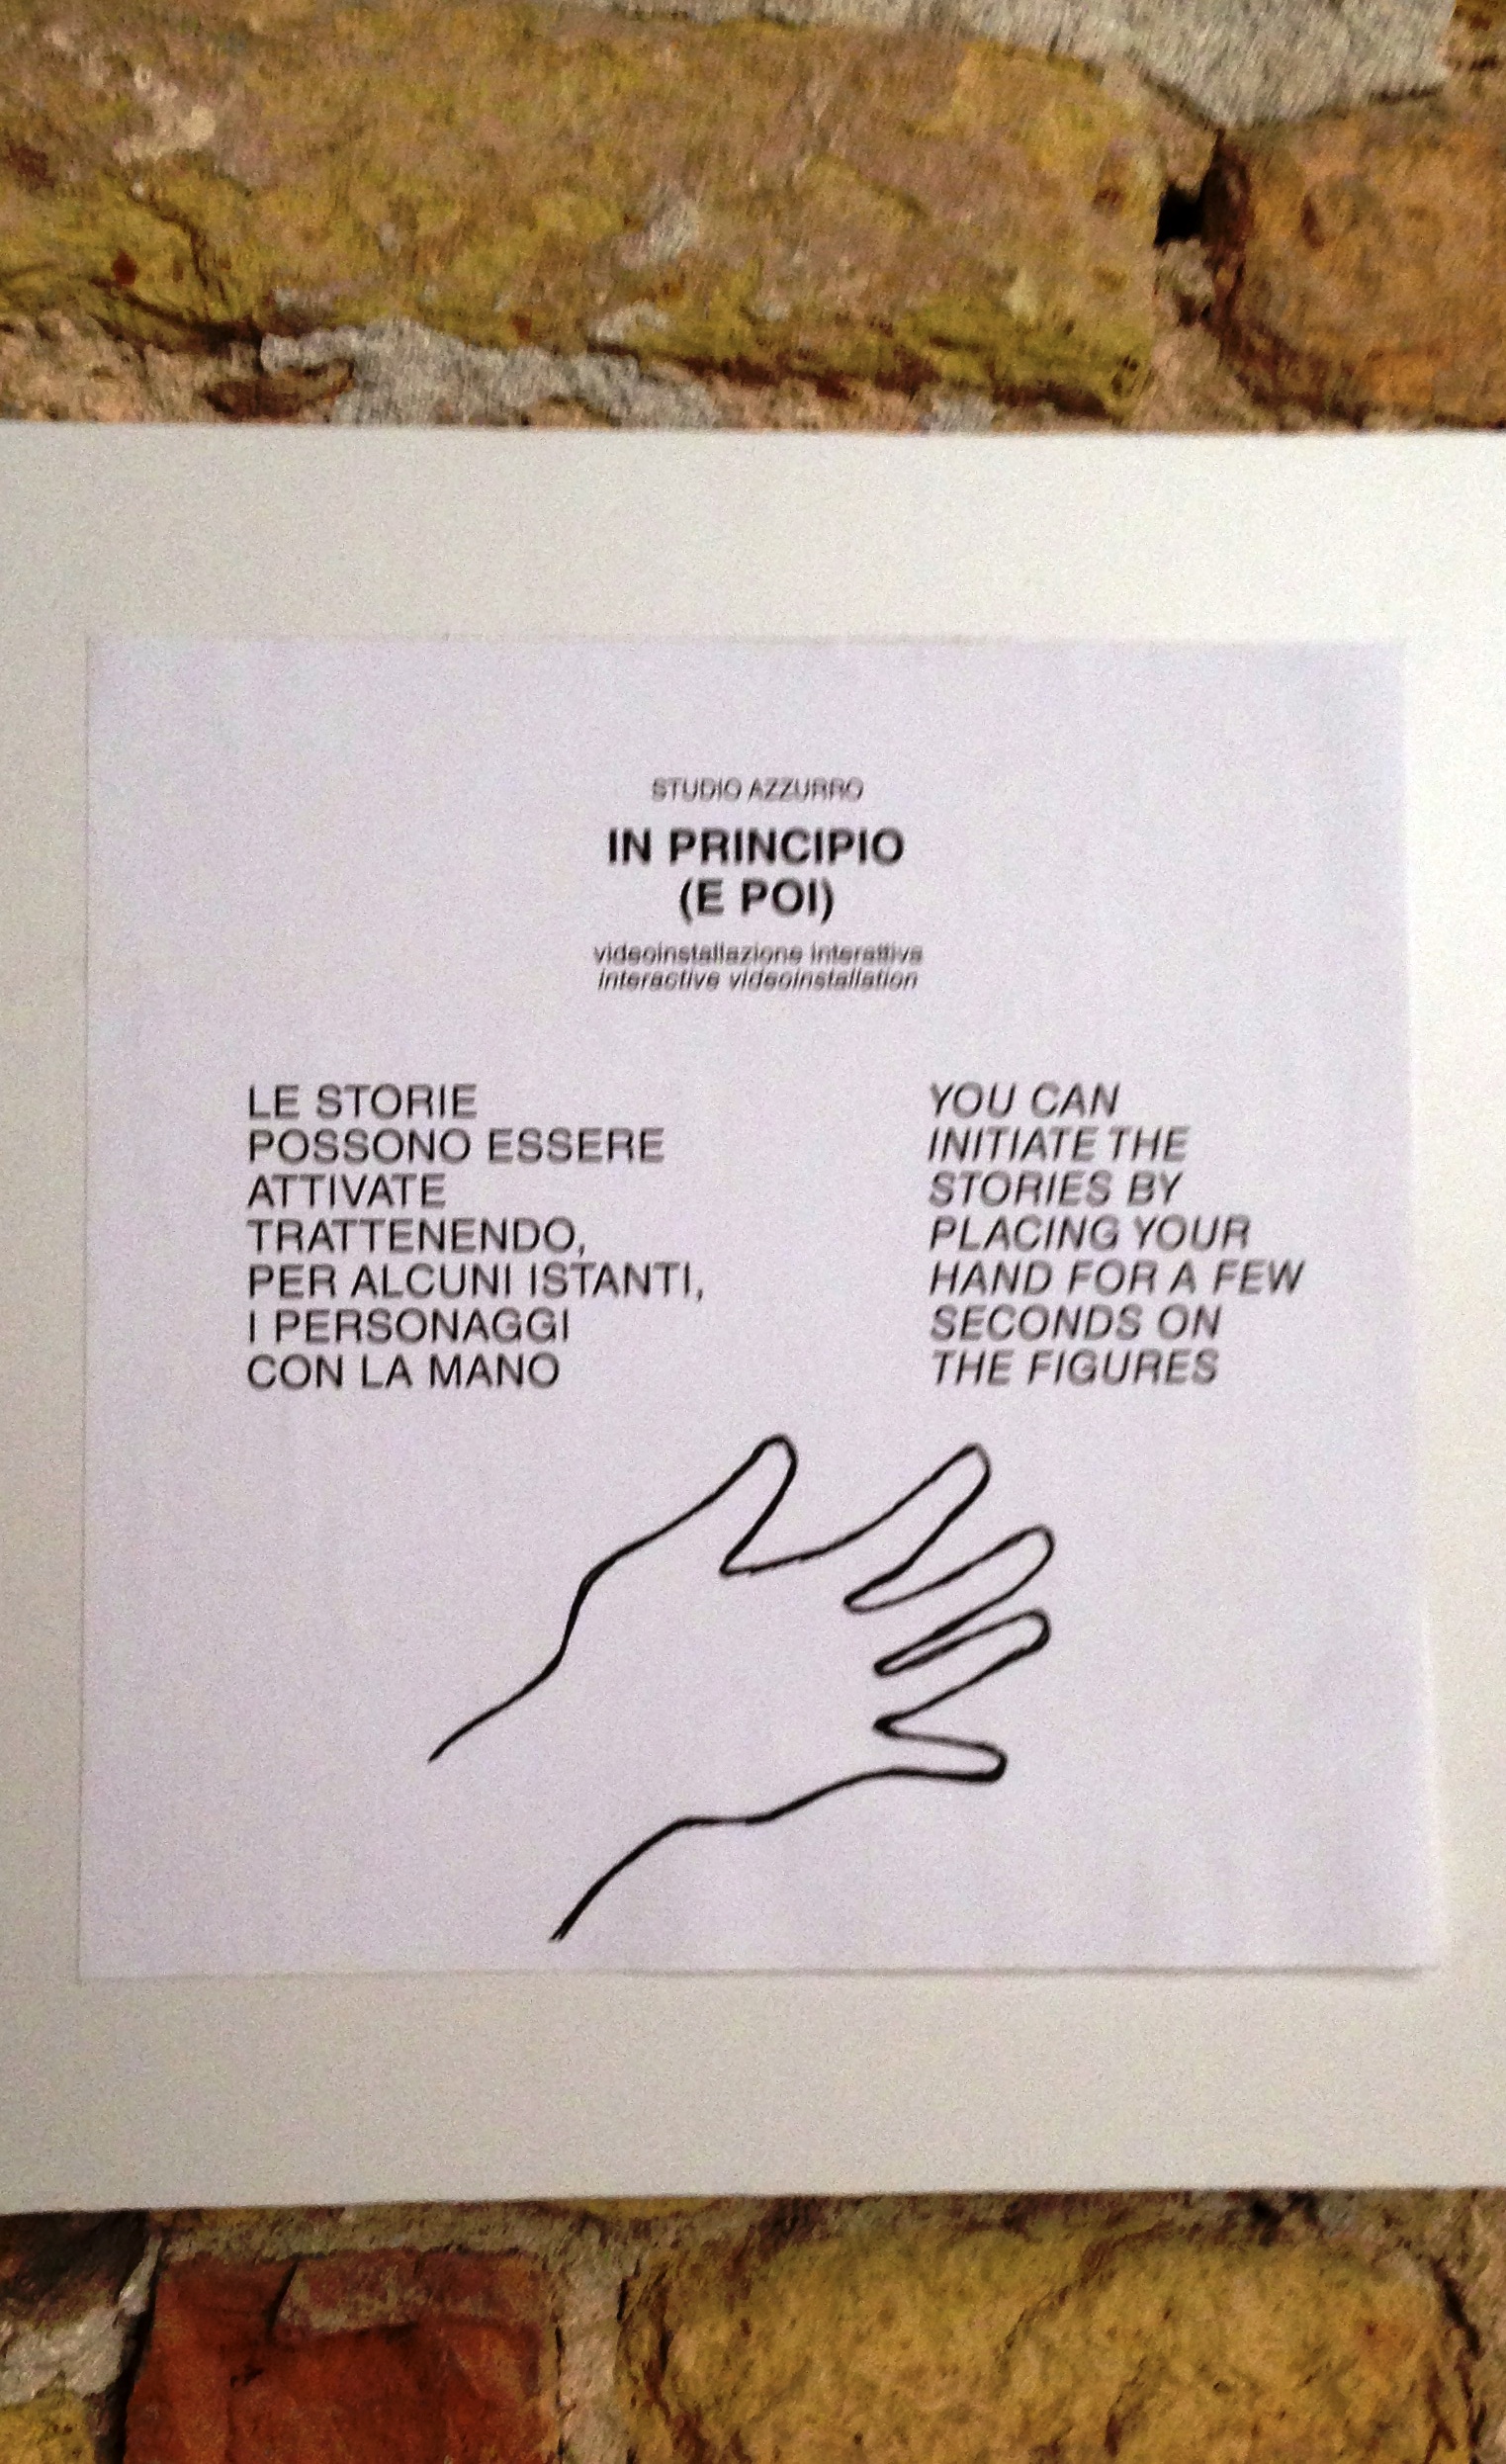 STUDIO AZZURRO
IN PRINCIPIO
(E POI)
videoinstallazione interattiva
interactive videoinstallation
LE STORIE
POSSONO ESSERE
ATTIVATE
TRATTENENDO,
PER ALCUNI ISTANTI,
I PERSONAGGI
CON LA MANO
YOU CAN
INITIATE THE
STORIES BY
PLACING YOUR
HAND FOR A FEW
SECONDS ON
THE FIGURES